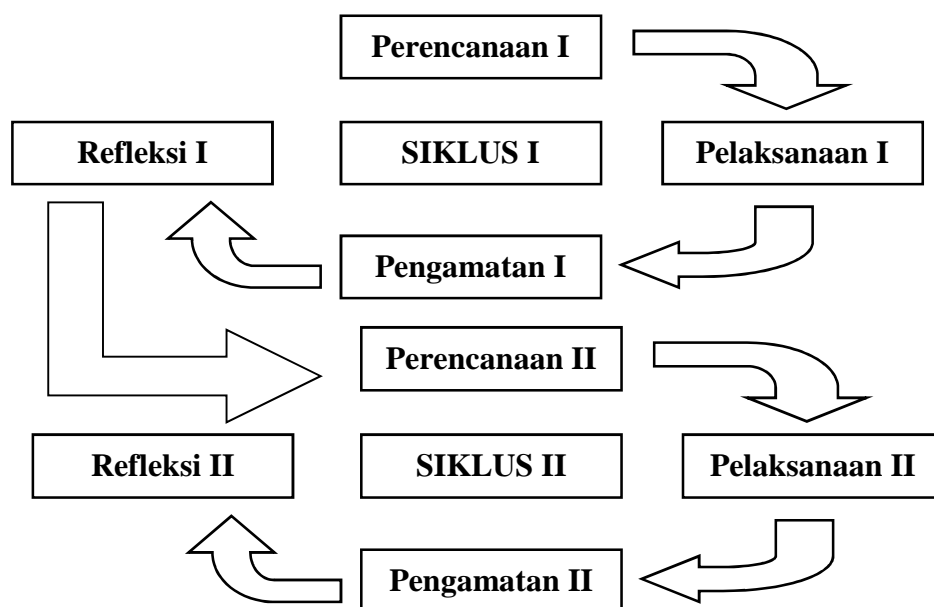 Perencanaan I
Refleksi I
SIKLUS I
Pelaksanaan I
Pengamatan I
Perencanaan II
Refleksi II
SIKLUS II
Pelaksanaan II
Pengamatan II